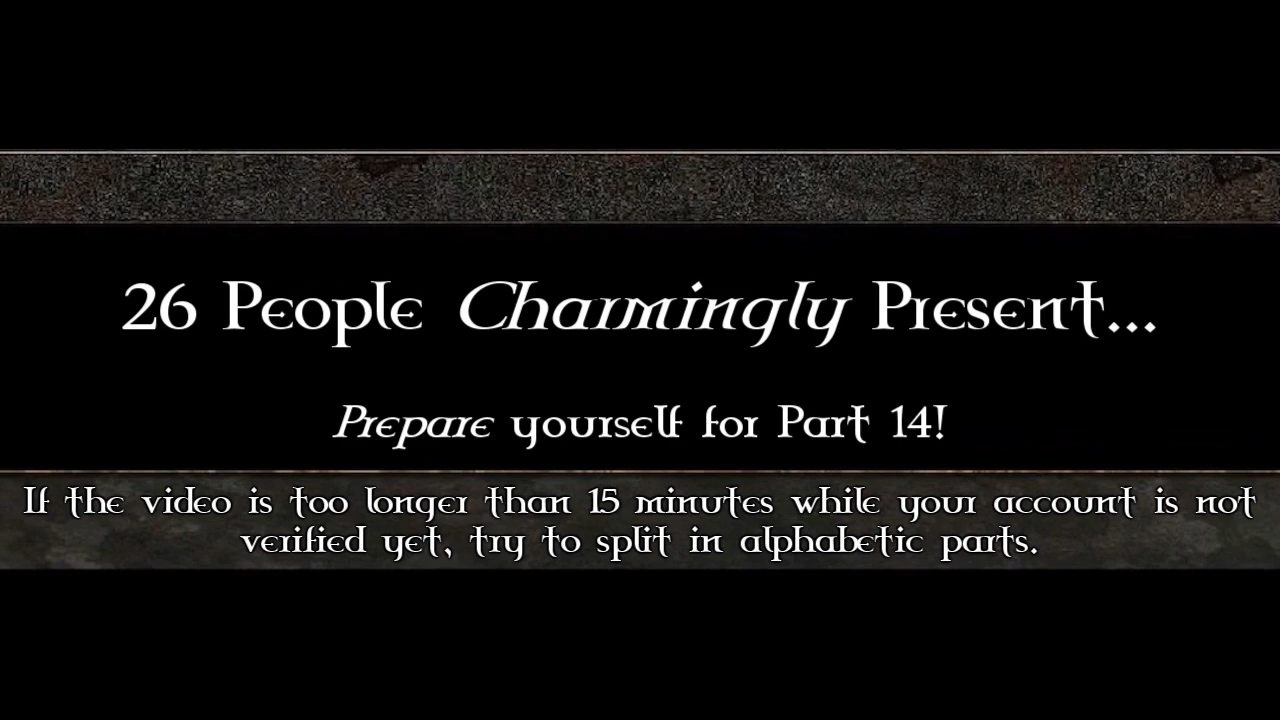 26 People Charmingly Present...
Prepare yourself for Part 14!
If the video is too longer than 15 minutes while your account is not
verified yet, try to split in alphabetic parts.